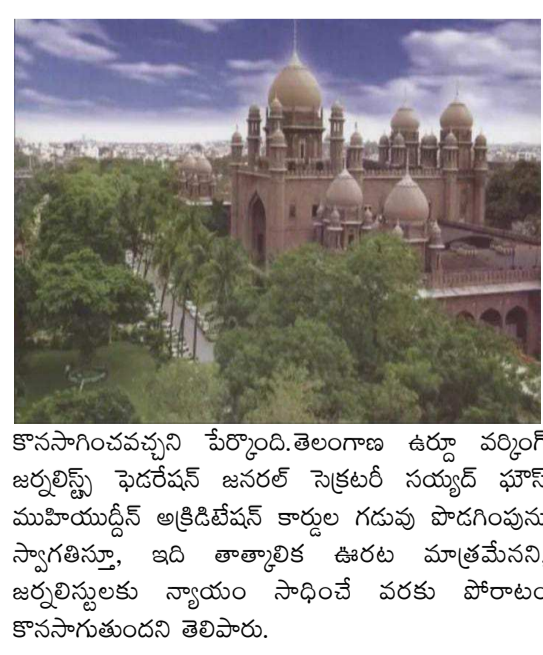 కొనసాగించవచ్చని పేర్కొంది.తెలంగాణ ఉర్దూ వర్కింగ్
జర్నలిస్ట్స్ ఫెడరేషన్ జనరల్ సెక్రటరీ సయ్యద్ ఘౌస్
ముహియుద్దీన్ అక్రిడిటేషన్ కార్డుల గడువు పొడగింపును
స్వాగతిస్తూ, ఇది తాత్కాలిక ఊరట మాత్రమేనని.
జర్నలిస్టులకు న్యాయం సాధించే వరకు పోరాటం
కొనసాగుతుందని తెలిపారు.